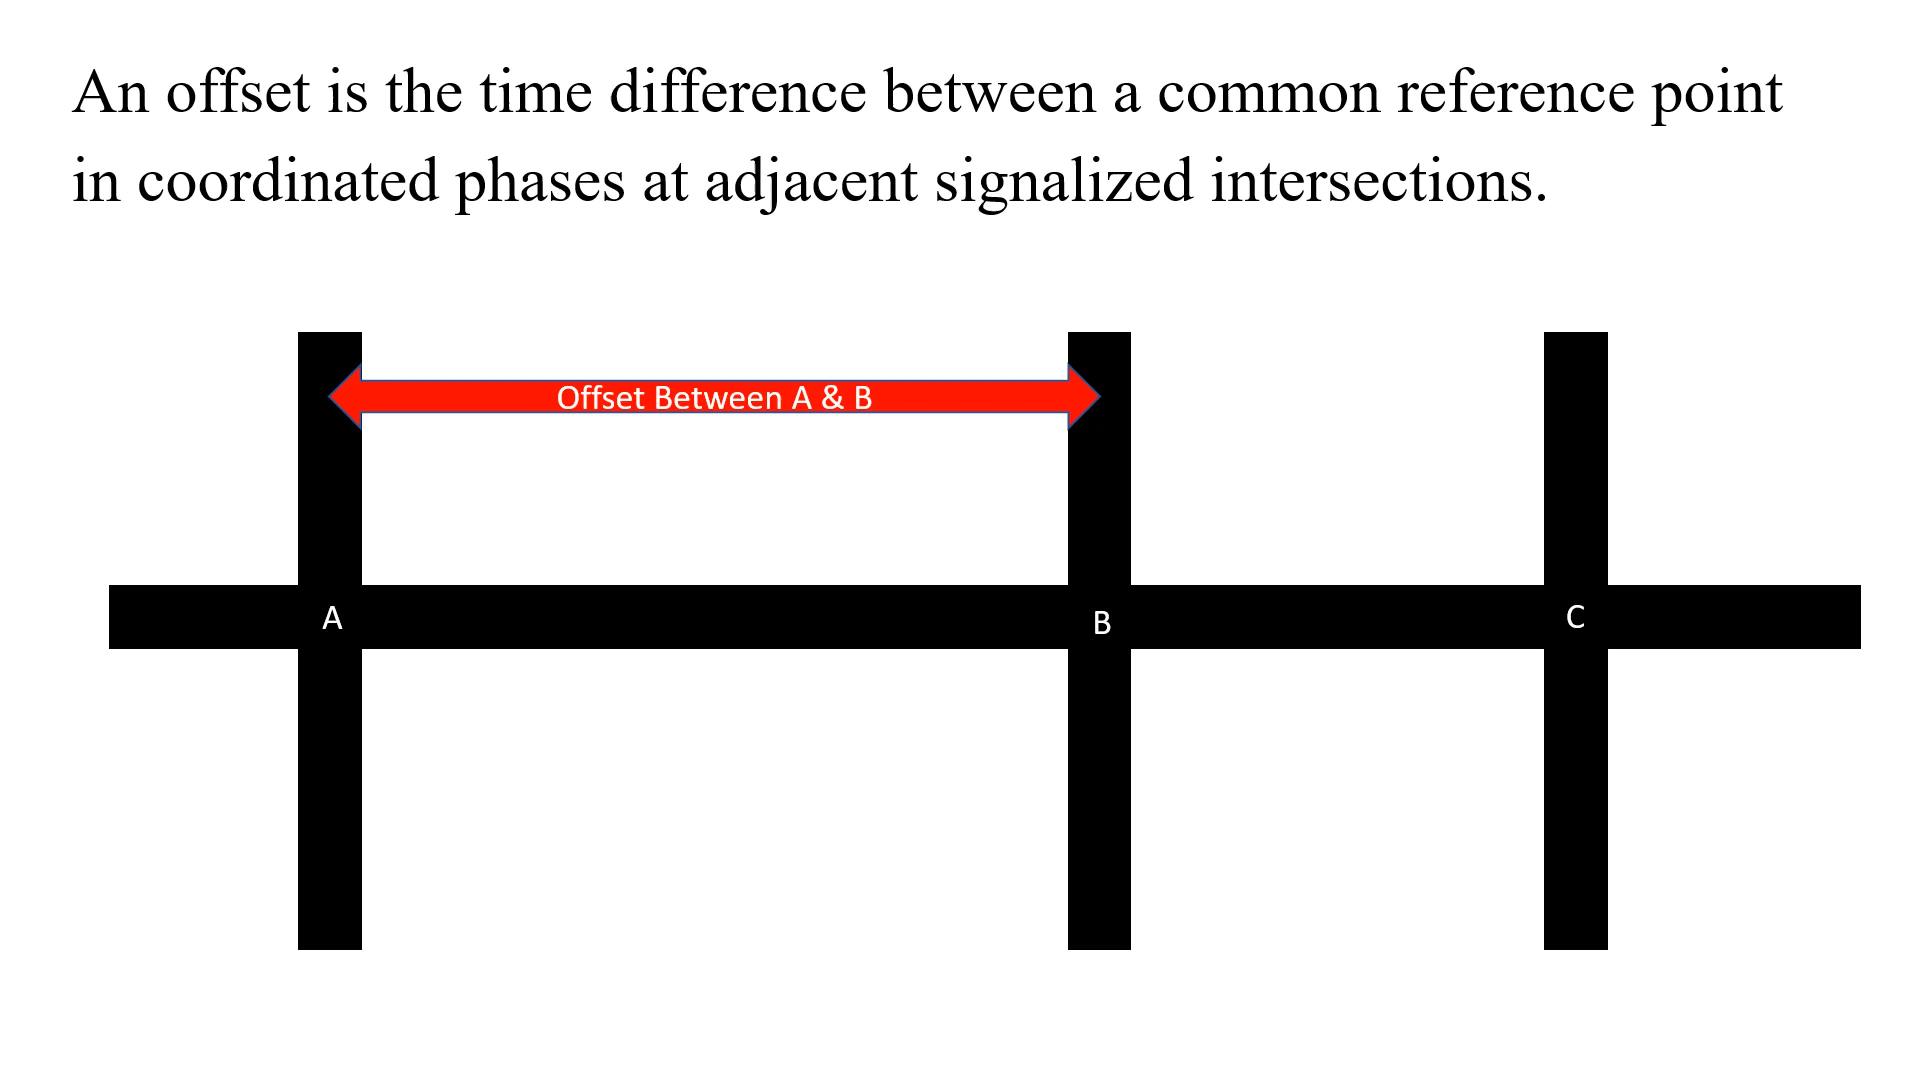 An offset is the time difference between a common reference point
in coordinated phases at adjacent signalized intersections.
Offset Between A & B
A
B
C